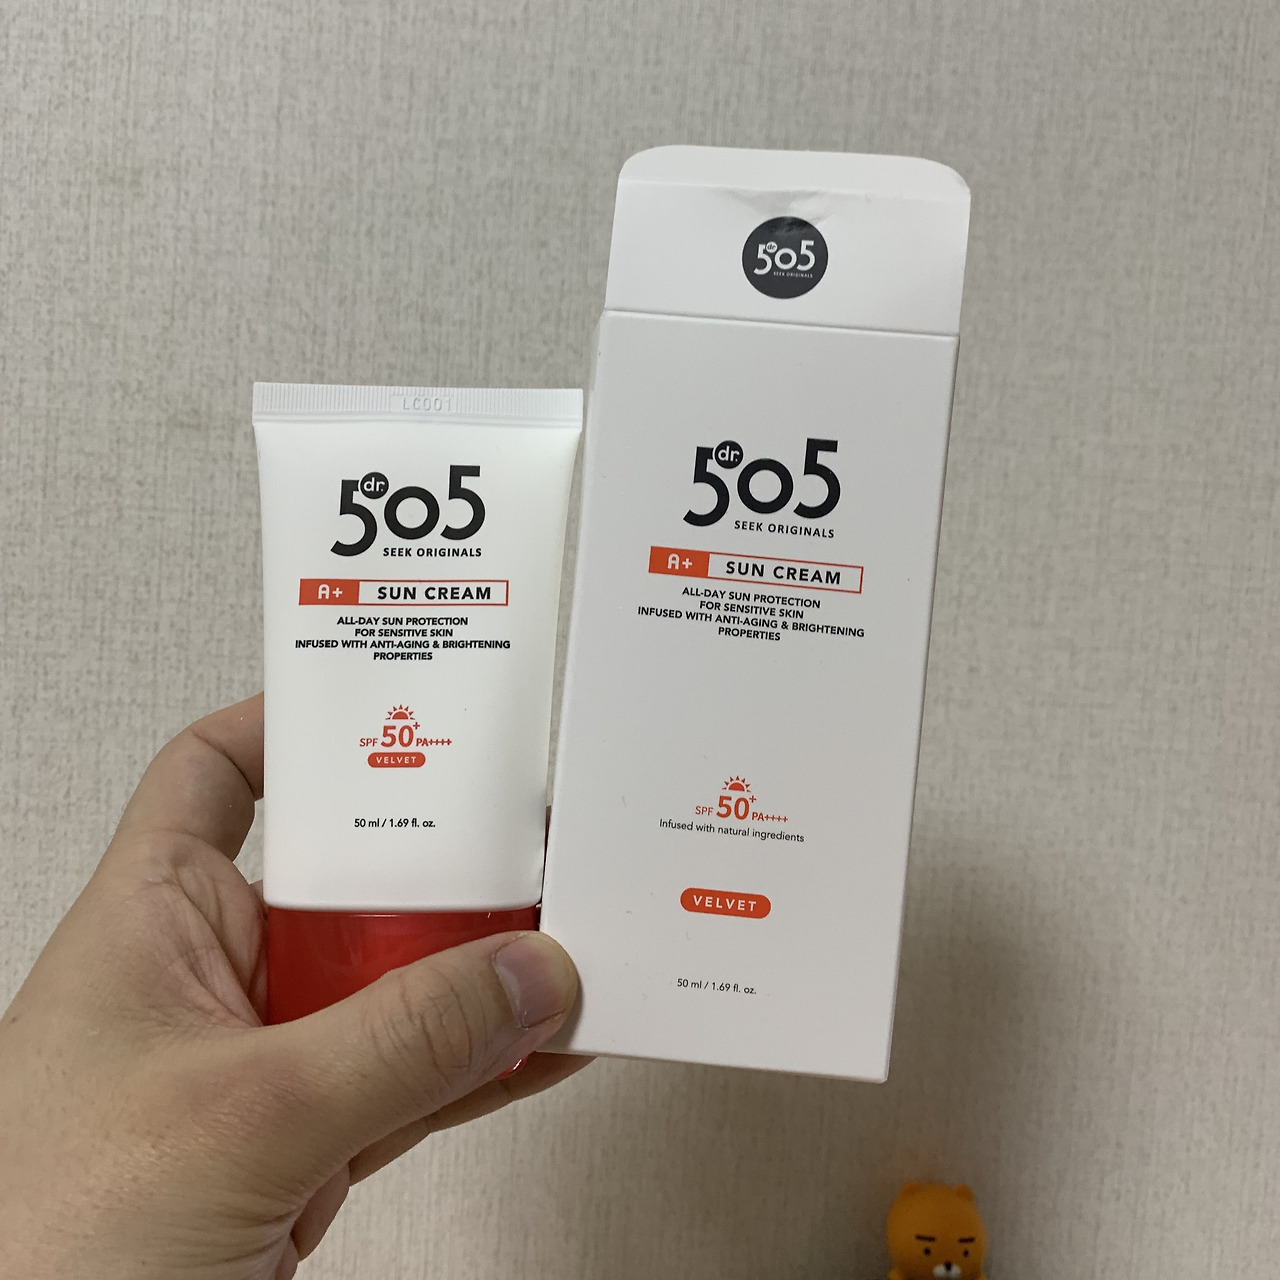 LC001
dr.
505
SEEK ORIGINALS
A+ SUN CREAM
ALL-DAY SUN PROTECTION
FOR SENSITIVE SKIN
INFUSED WITH ANTI-AGING & BRIGHTENING
PROPERTIES
SPF 50+ PA++++
VELVET
50 ml / 1.69 fl. oz.
dr.
505
SEEK ORIGINALS
dr.
505
SEEK ORIGINALS
A+ SUN CREAM
ALL-DAY SUN PROTECTION
FOR SENSITIVE SKIN
INFUSED WITH ANTI-AGING & BRIGHTENING
PROPERTIES
SPF 50+ PA++++
Infused with natural ingredients
VELVET
50 ml / 1.69 fl. oz.